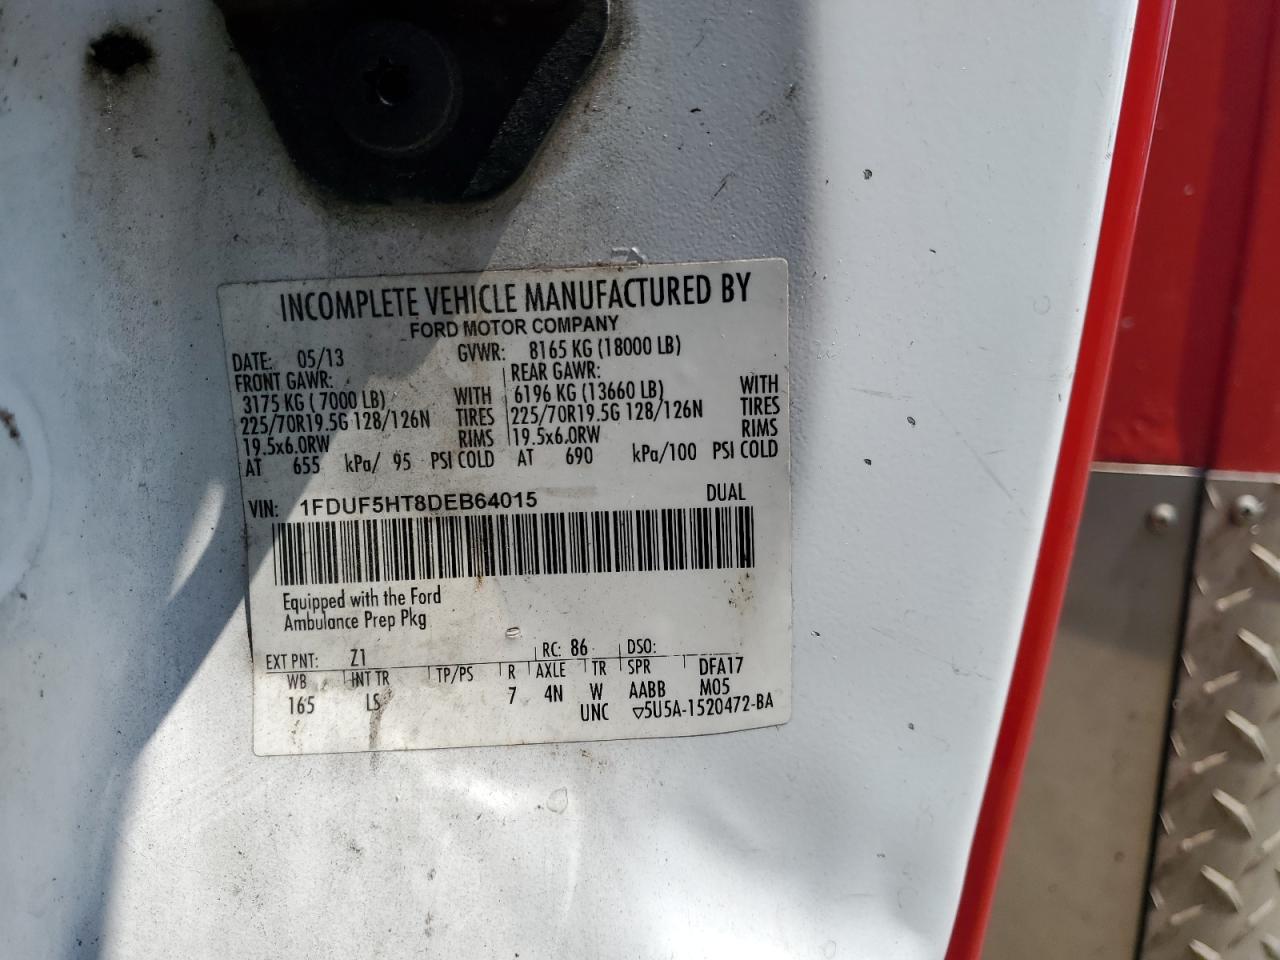 INCOMPLETE VEHICLE MANUFACTURED BY
FORD MOTOR COMPANY
DATE: 05/13 GVWR: 8165 KG (18000 LB)
FRONT GAWR: REAR GAWR:
3175 KG (7000 LB) WITH 6196 KG (13660 LB) WITH
225/70R19.5G 128/126N TIRES 225/70R19.5G 128/126N TIRES
19.5x6.0RW RIMS 19.5x6.0RW RIMS
AT 655 kPa/ 95 PSI COLD AT 690 kPa/100 PSI COLD
VIN: 1FDUF5HT8DEB64015 DUAL
Equipped with the Ford
Ambulance Prep Pkg
EXT PNT: Z1 RC: 86 DSO:
WB INT TR TP/PS R AXLE TR SPR DFA17
165 LS 7 4N W AABB M05
UNC ▽5U5A-1520472-BA